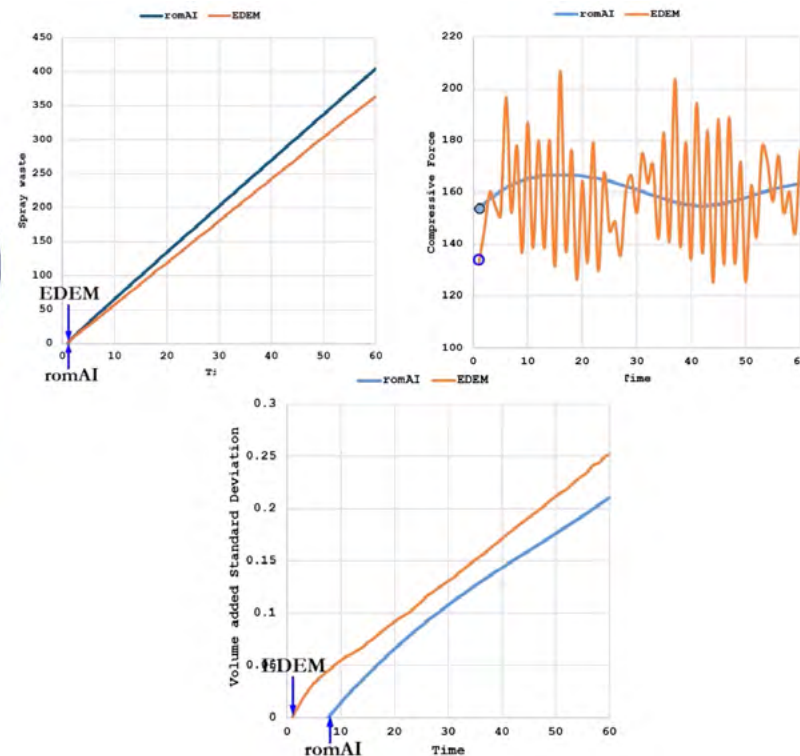 romAI EDEM
450
400
350
300
250
200
150
100
50
0
Spray waste
EDEM
romAI
0 10 20 30 40 50 60
Ti
romAI EDEM
220
200
180
160
140
120
100
Compressive Force
0 10 20 30 40 50
Time
romAI EDEM
0.3
0.25
0.2
0.15
0.1
0
Volume added Standard Deviation
EDEM
romAI
0 10 20 30 40 50 60
Time